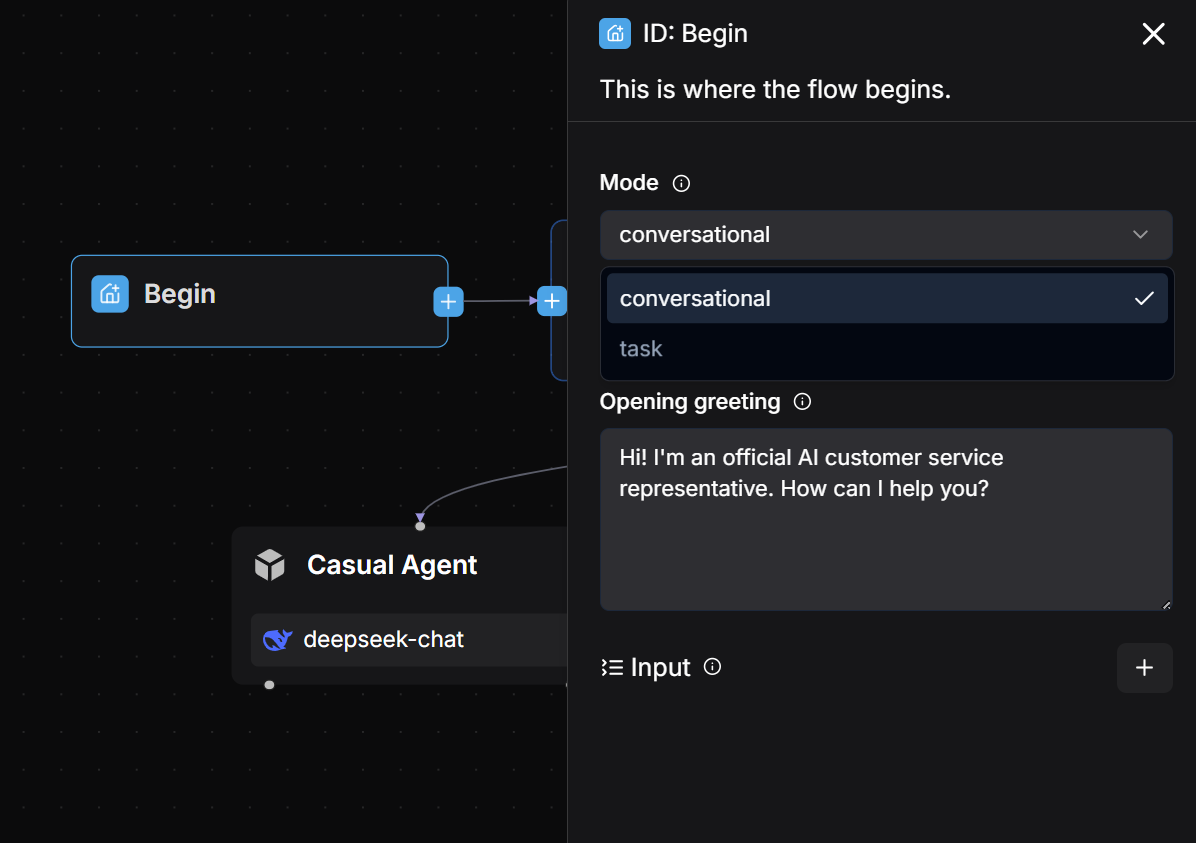 ID: Begin
This is where the flow begins.
Mode
conversational
conversational
task
Opening greeting
Hi! I'm an official AI customer service
representative. How can I help you?
Input
Begin
Casual Agent
deepseek-chat